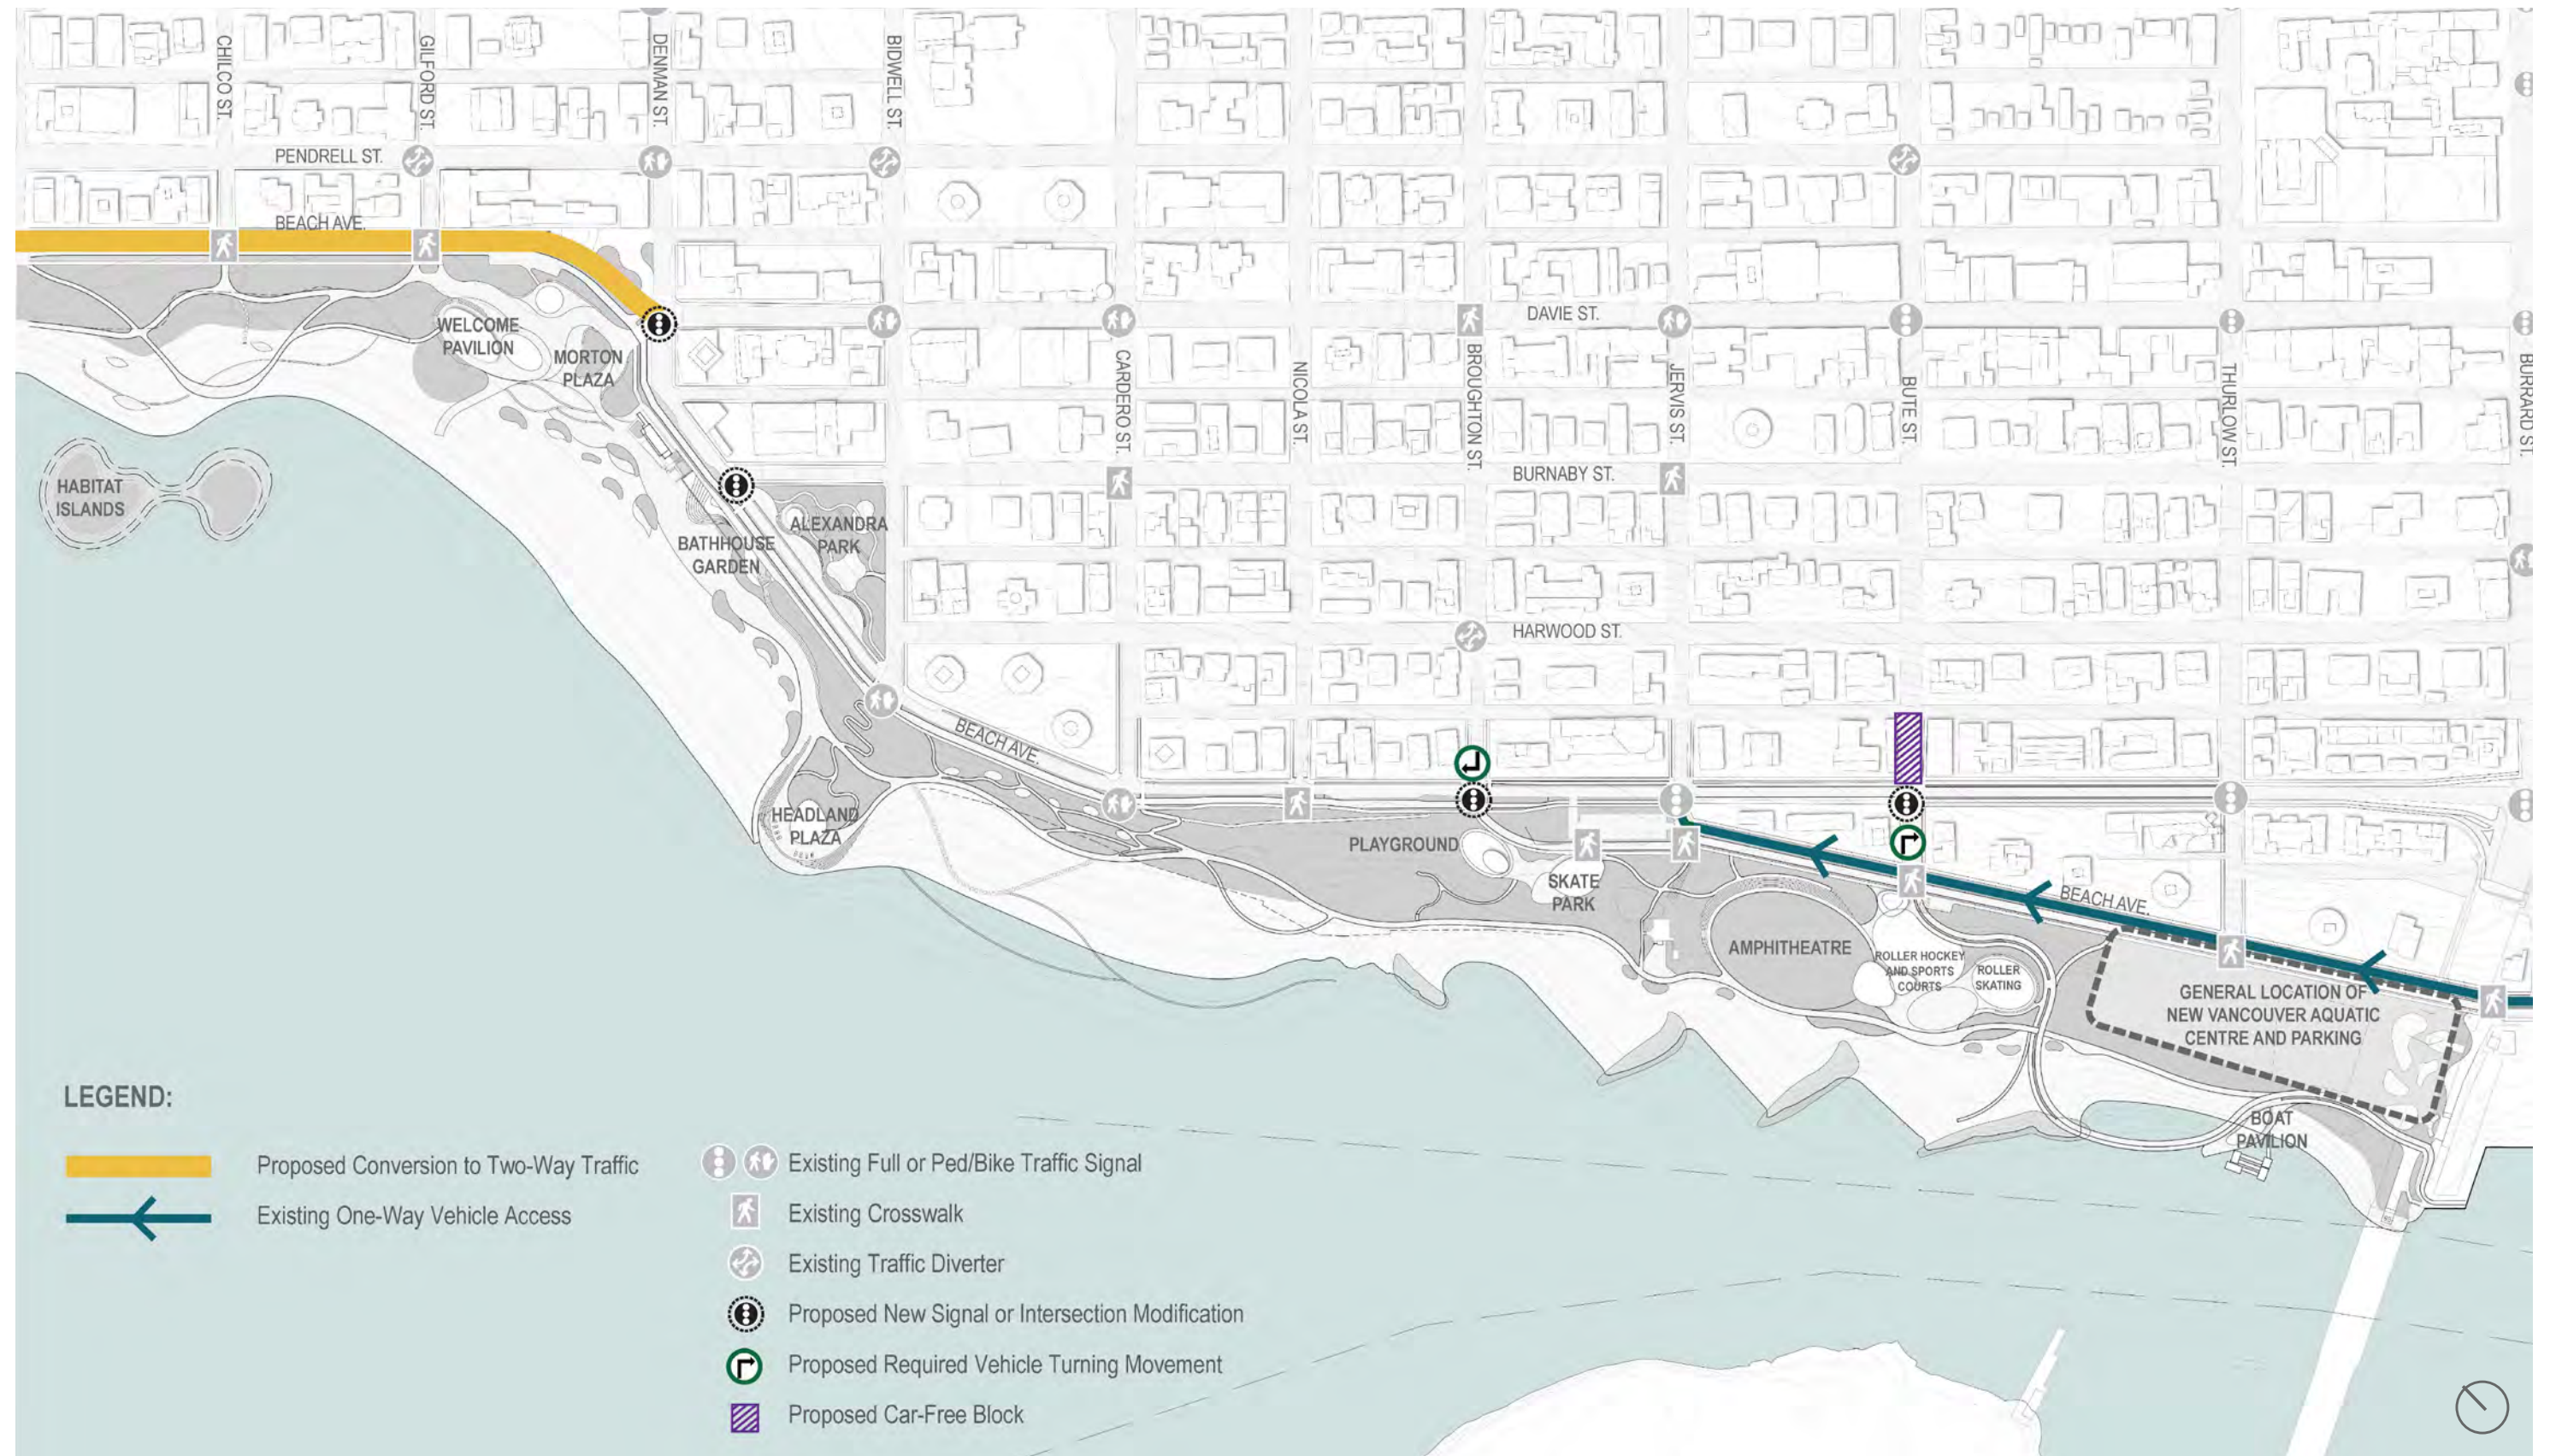 CHILCO ST.
GILFORD ST.
DENMAN ST.
BIDWELL ST.
PENDRELL ST.
BEACH AVE.
WELCOME
PAVILION
MORTON
PLAZA
CARDERO ST.
NICOLA ST.
DAVIE ST.
BROUGHTON ST.
JERVIS ST.
BUTE ST.
THURLOW ST.
BURRARD ST.
BURNABY ST.
HABITAT
ISLANDS
ALEXANDRA
PARK
BATHHOUSE
GARDEN
HARWOOD ST.
BEACH AVE.
HEADLAND
PLAZA
PLAYGROUND
SKATE
PARK
BEACH AVE.
AMPHITHEATRE
ROLLER HOCKEY
AND SPORTS
COURTS
ROLLER
SKATING
GENERAL LOCATION OF
NEW VANCOUVER AQUATIC
CENTRE AND PARKING
BOAT
PAVILION
LEGEND:
Proposed Conversion to Two-Way Traffic
Existing One-Way Vehicle Access
Existing Full or Ped/Bike Traffic Signal
Existing Crosswalk
Existing Traffic Diverter
Proposed New Signal or Intersection Modification
Proposed Required Vehicle Turning Movement
Proposed Car-Free Block